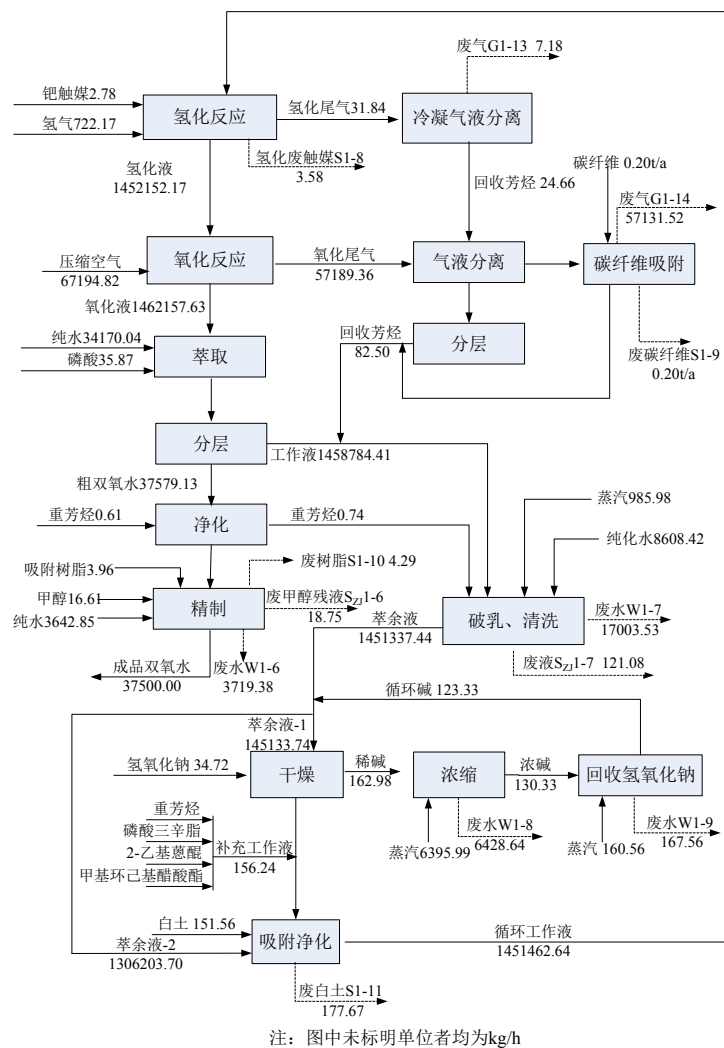 废气G1-13 7.18
钯触媒2.78
氢气722.17
氢化反应
氢化尾气31.84
冷凝气液分离
氢化废触媒S1-8
3.58
氢化液
1452152.17
回收芳烃 24.66
碳纤维 0.20t/a
废气G1-14
57131.52
压缩空气
67194.82
氧化反应
氧化尾气
57189.36
气液分离
碳纤维吸附
氧化液1462157.63
纯水34170.04
磷酸35.87
萃取
回收芳烃
82.50
分层
废碳纤维S1-9
0.20t/a
分层
工作液1458784.41
粗双氧水37579.13
重芳烃0.61
净化
重芳烃0.74
蒸汽985.98
纯化水8608.42
吸附树脂3.96
废树脂S1-10 4.29
甲醇16.61
纯水3642.85
精制
废甲醇残液SZJ1-6
18.75
萃余液
1451337.44
破乳、清洗
废水W1-7
17003.53
成品双氧水
37500.00
废水W1-6
3719.38
废液SZJ1-7 121.08
循环碱 123.33
萃余液-1
145133.74
氢氧化钠 34.72
干燥
稀碱
162.98
浓缩
浓碱
130.33
回收氢氧化钠
重芳烃
磷酸三辛脂
2-乙基蒽醌
甲基环己基醋酸酯
补充工作液
156.24
蒸汽6395.99
废水W1-8
6428.64
蒸汽 160.56
废水W1-9
167.56
白土 151.56
萃余液-2
1306203.70
吸附净化
循环工作液
1451462.64
废白土S1-11
177.67
注：图中未标明单位者均为kg/h